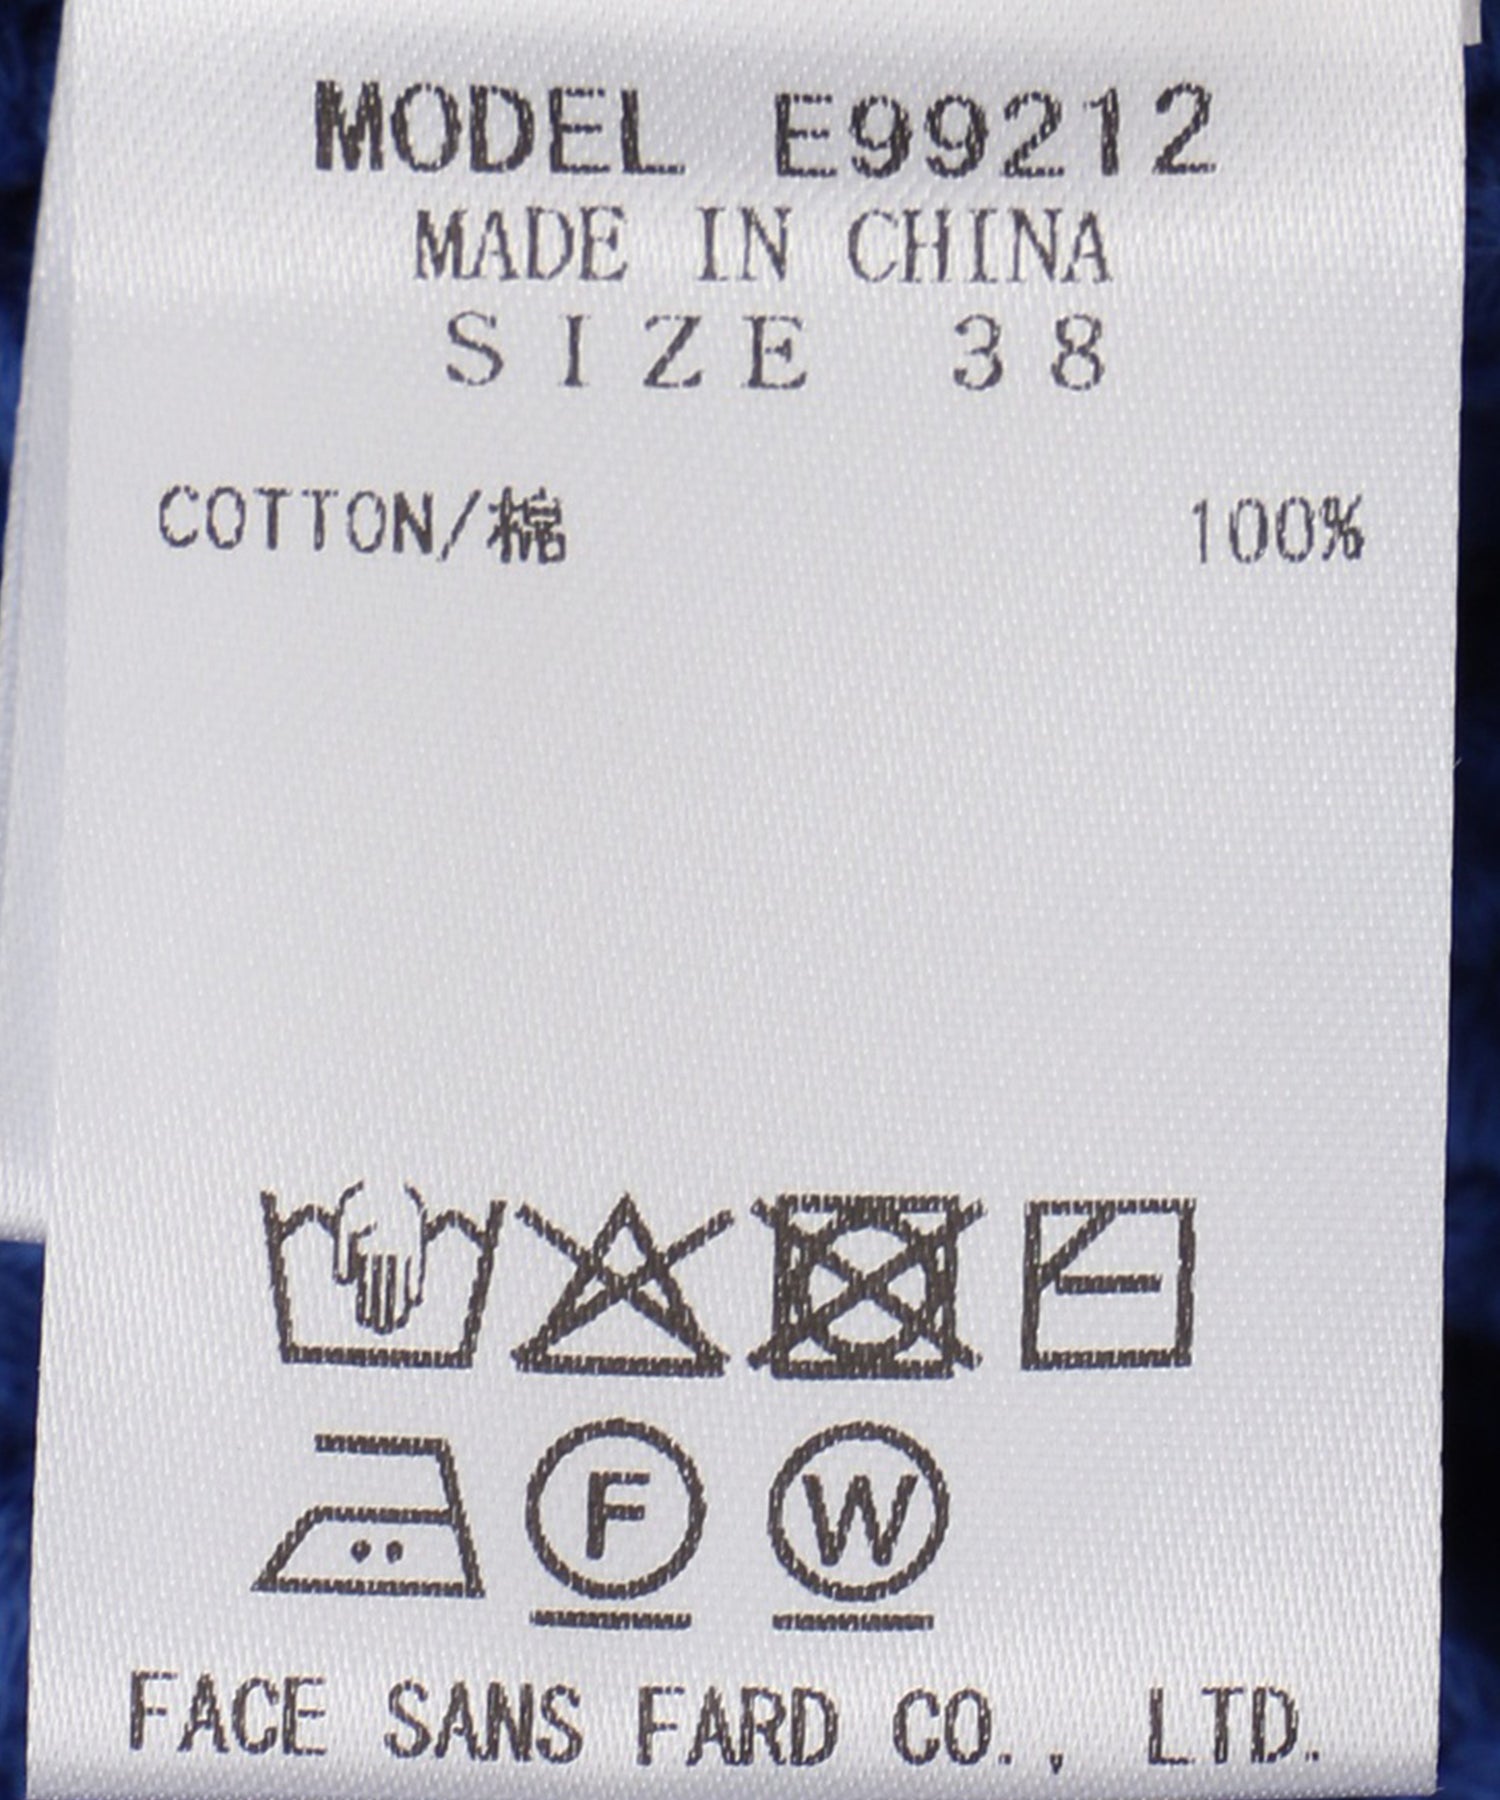 MODEL E99212
MADE IN CHINA
SIZE 38
COTTON/棉 100%
F W
FACE SANS FARD CO., LTD.